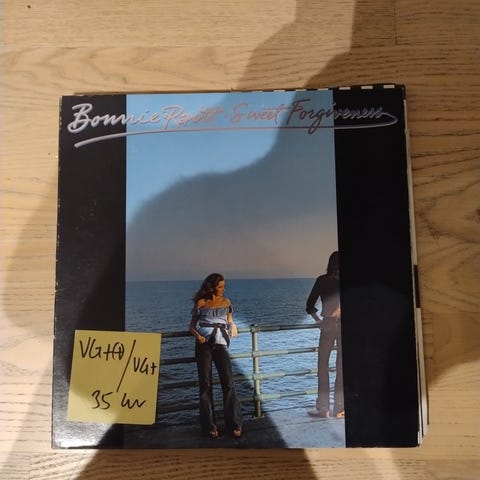 Bonnie Raitt · Sweet Forgiveness
VG+(+)/VG+
35 kr